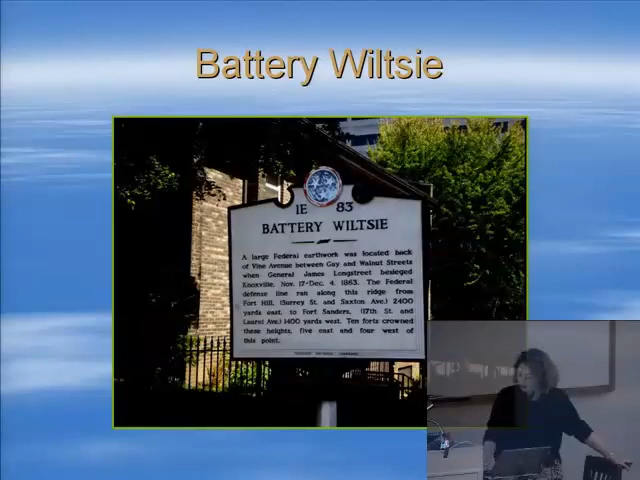 Battery Wiltsie
1E 83
BATTERY WILTSIE
A large Federal earthwork was located back
of Vine Avenue between Gay and Walnut Streets
when General James Longstreet besieged
Knoxville, Nov. 17-Dec. 4, 1863. The Federal
defense line ran along this ridge from
Fort Hill, (Surrey St. and Saxton Ave.) 2400
yards east, to Fort Sanders, (17th St. and
Laurel Ave.) 1400 yards west. Ten forts crowned
these heights, five east and four west of
this point.